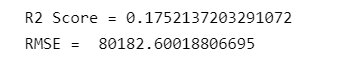 R2 Score = 0.1752137203291072
RMSE =  80182.60018806695